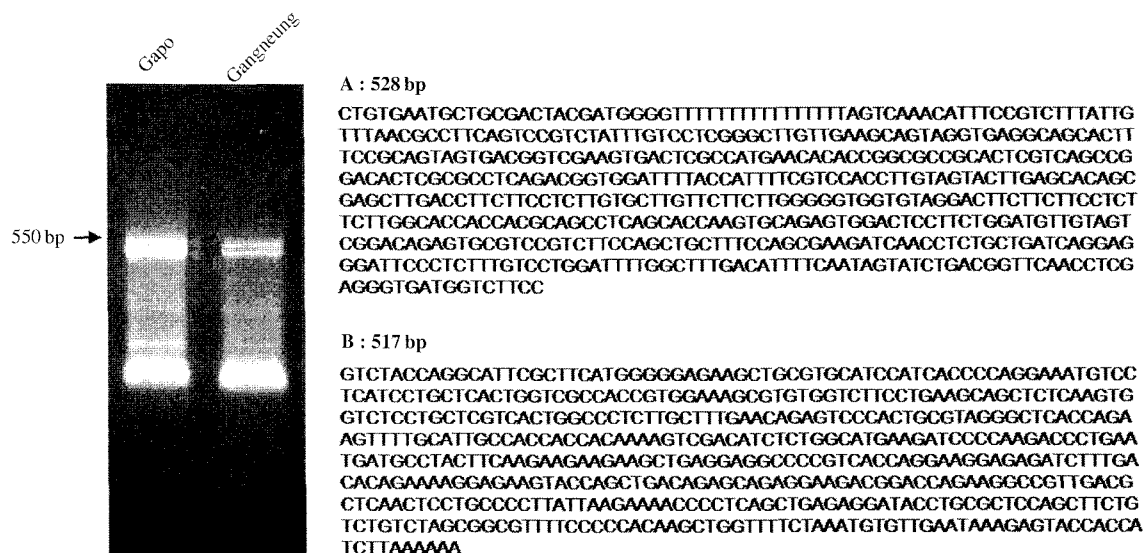 Gapo
Gangneung
550 bp
A : 528 bp
CTGTGAATGCTGCGACTACGATGGGGTTTTTTTTTTTTTTTTTAGTCAAACATTTCCGTCTTTATTG
TTTAACGCCTTCAGTCCGTCTATTTGTCCTCGGGCTTGTTGAAGCAGTAGGTGAGGCAGCACTT
TCCGCAGTAGTGACGGTCGAAGTGACTCGCCATGAACACACCGGCGCCGCACTCGTCAGCCG
GACACTCGCGCCTCAGACGGTGGATTTTACCATTTTCGTCCACCTTGTAGTACTTGAGCACAGC
GAGCTTGACCTTCTTCCTCTTGTGCTTGTTCTTCTTGGGGGTGGTGTAGGACTTCTTCTTCCTCT
TCTTGGCACCACCACGCAGCCTCAGCACCAAGTGCAGAGTGGACTCCTTCTGGATGTTGTAGT
CGGACAGAGTGCGTCCGTCTTCCAGCTGCTTTCCAGCGAAGATCAACCTCTGCTGATCAGGAG
GGATTCCCTCTTTGTCCTGGATTTTGGCTTTGACATTTTCAATAGTATCTGACGGTTCAACCTCG
AGGGTGATGGTCTTCC
B : 517 bp
GTCTACCAGGCATTCGCTTCATGGGGGAGAAGCTGCGTGCATCCATCACCCCAGGAAATGTCC
TCATCCTGCTCACTGGTCGCCACCGTGGAAAGCGTGTGGTCTTCCTGAAGCAGCTCTCAAGTG
GTCTCCTGCTCGTCACTGGCCCTCTTGCTTTGAACAGAGTCCCACTGCGTAGGGCTCACCAGA
AGTTTTGCATTGCCACCACCACAAAAGTCGACATCTCTGGCATGAAGATCCCCAAGACCCTGAA
TGATGCCTACTTCAAGAAGAAGAAGCTGAGGAGGCCCCGTCACCAGGAAGGAGAGATCTTTGA
CACAGAAAAGGAGAAGTACCAGCTGACAGAGCAGAGGAAGACGGACCAGAAGGCCGTTGACG
CTCAACTCCTGCCCCTTATTAAGAAAACCCCTCAGCTGAGAGGATACCTGCGCTCCAGCTTCTG
TCTGTCTAGCGGCGTTTTCCCCCACAAGCTGGTTTTCTAAATGTGTTGAATAAAGAGTACCACCA
TCTTAAAAAA